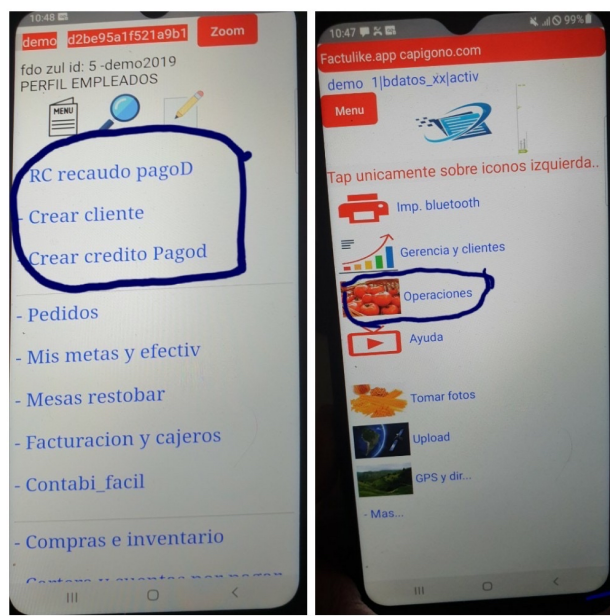 10:48
demo d2be95a1f521a9b1 Zoom
fdo zul id: 5 -demo2019
PERFIL EMPLEADOS
MENU
RC recaudo pagoD
- Crear cliente
Crear credito Pagod
- Pedidos
- Mis metas y efectiv
- Mesas restobar
- Facturacion y cajeros
- Contabi_facil
- Compras e inventario
10:47 99%
Factulike.app capigono.com
demo 1|bdatos_xx|activ
Menu
Tap unicamente sobre iconos izquierda..
Imp. bluetooth
Gerencia y clientes
Operaciones
Ayuda
Tomar fotos
Upload
GPS y dir...
- Mas...